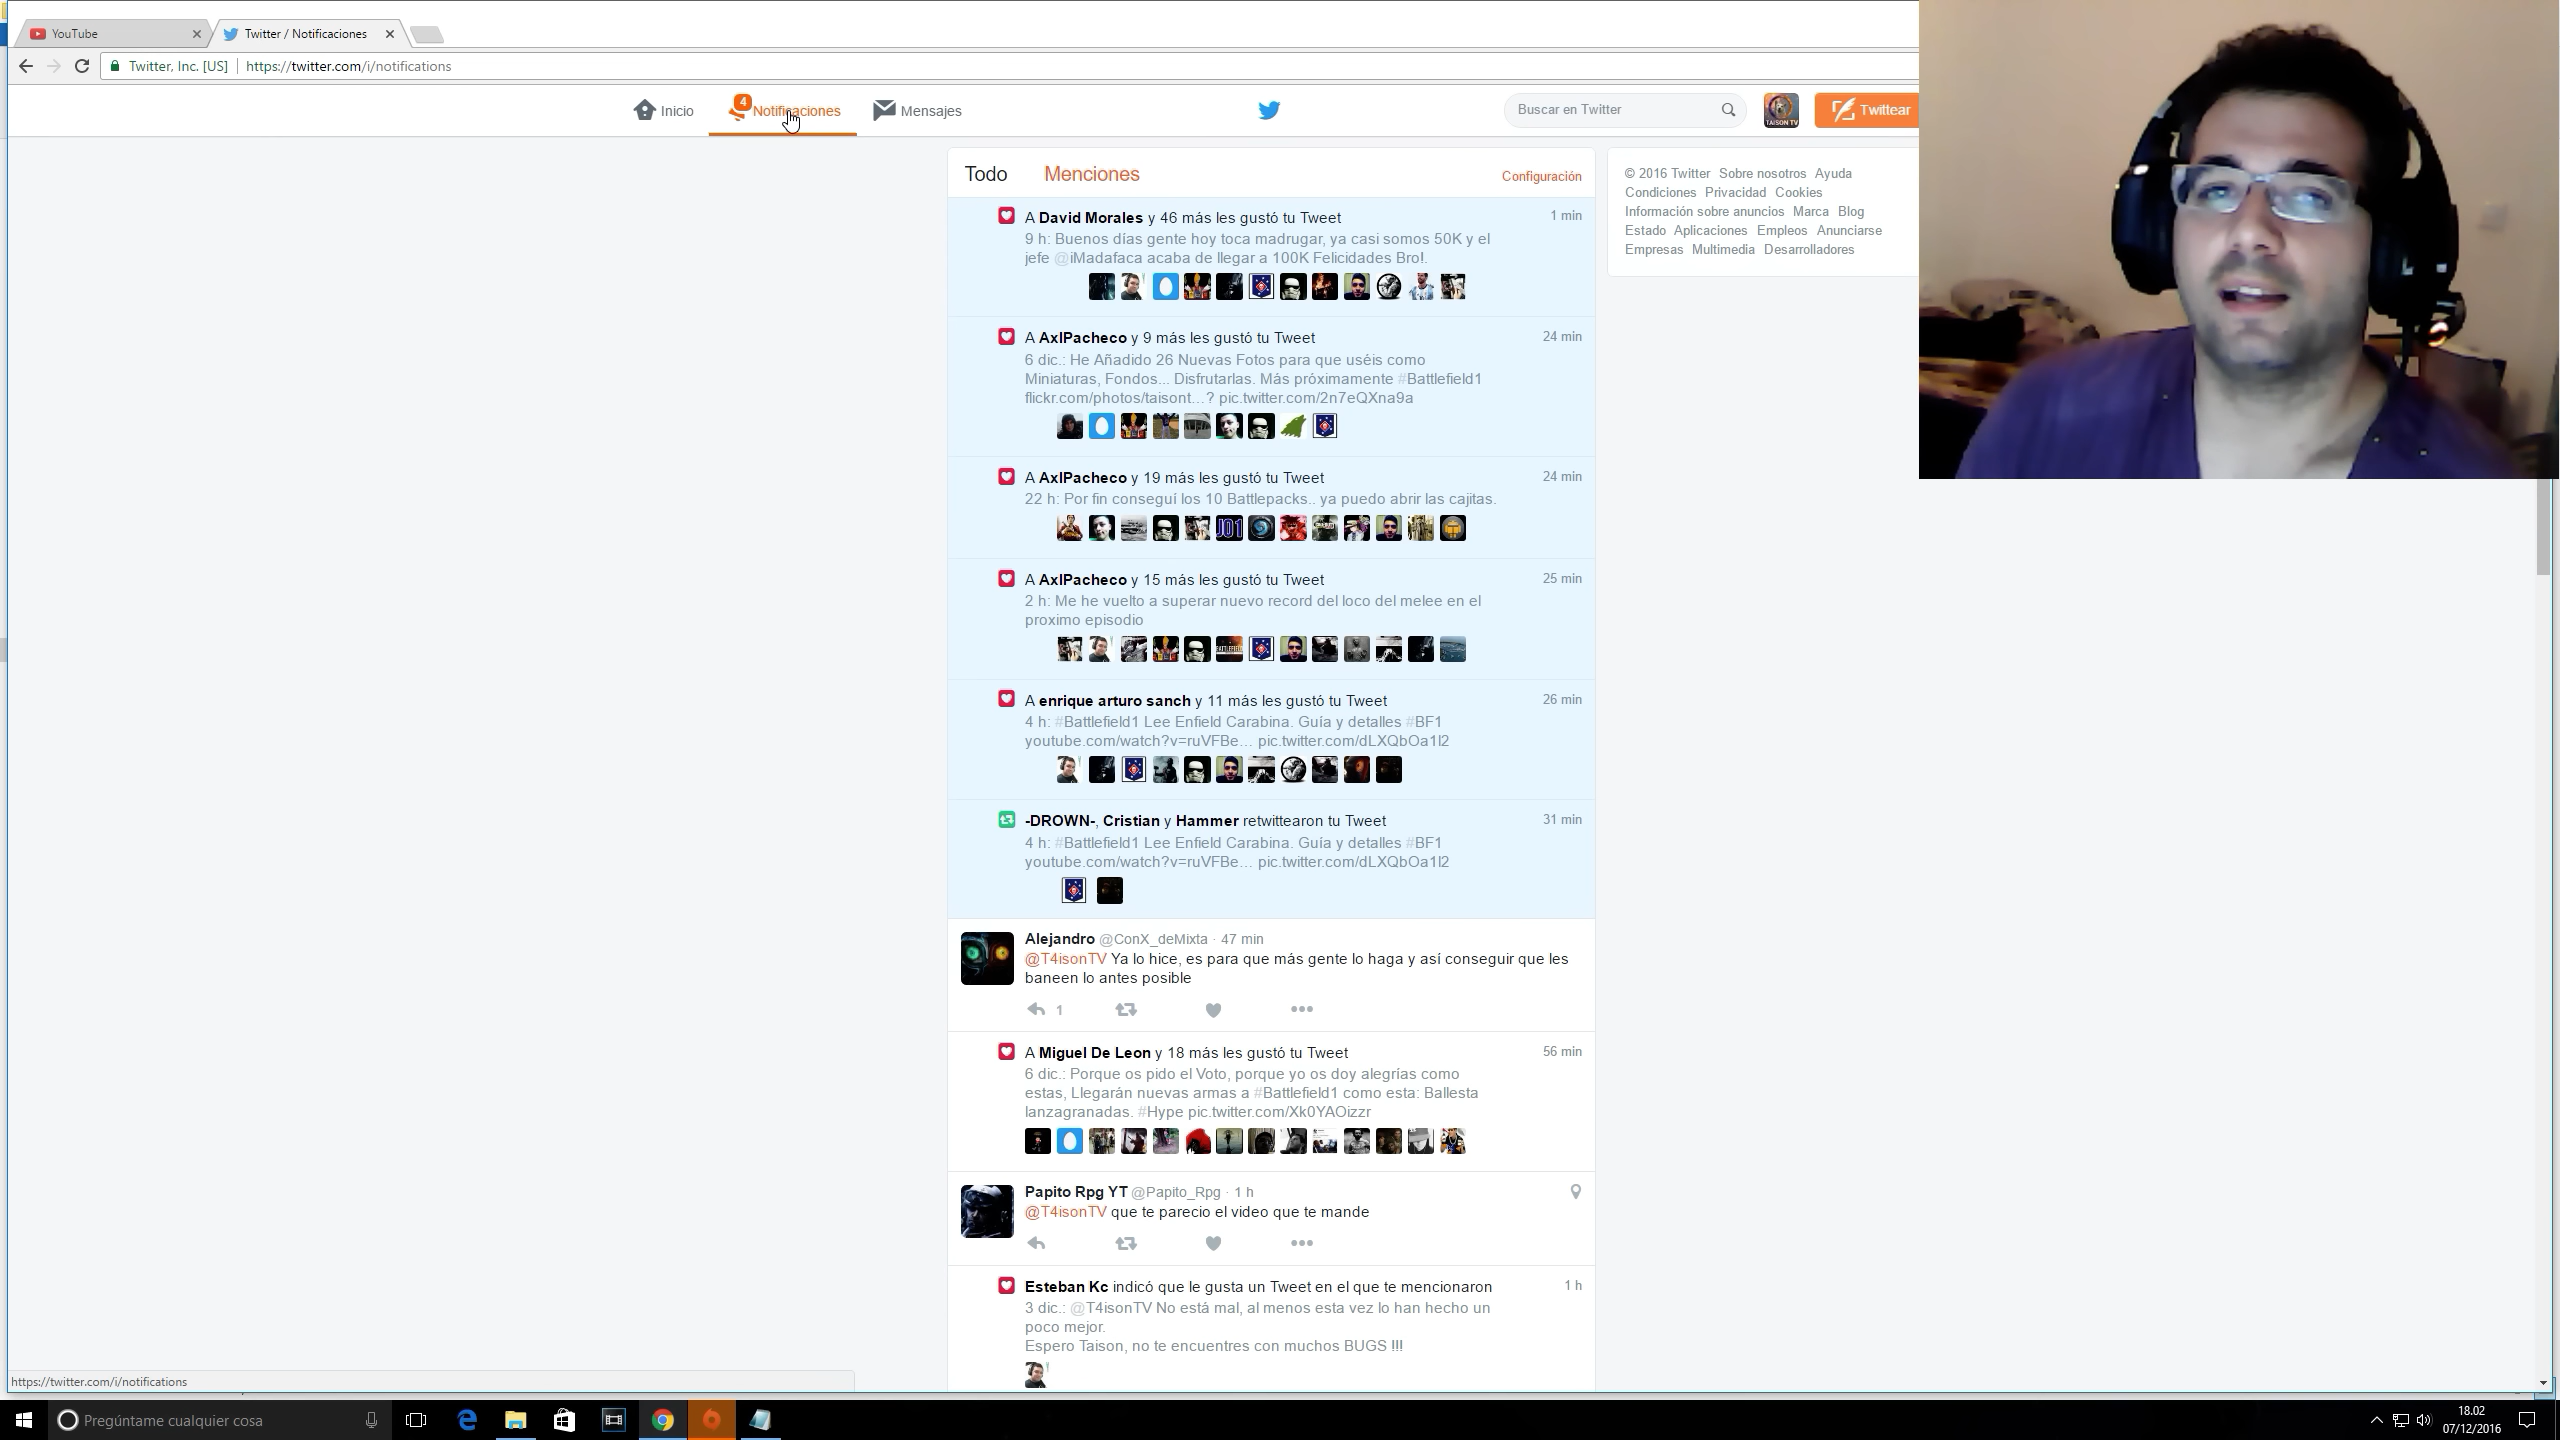 YouTube
Twitter / Notificaciones
Twitter, Inc. [US]
https://twitter.com/i/notifications
Inicio
4
Notificaciones
Mensajes
Buscar en Twitter
TAISON TV
Twittear
Todo
Menciones
Configuración
A David Morales y 46 más les gustó tu Tweet
1 min
9 h: Buenos días gente hoy toca madrugar, ya casi somos 50K y el
jefe @iMadafaca acaba de llegar a 100K Felicidades Bro!.
A AxlPacheco y 9 más les gustó tu Tweet
24 min
6 dic.: He Añadido 26 Nuevas Fotos para que uséis como
Miniaturas, Fondos... Disfrutarlas. Más próximamente #Battlefield1
flickr.com/photos/taisont...? pic.twitter.com/2n7eQXna9a
A AxlPacheco y 19 más les gustó tu Tweet
24 min
22 h: Por fin conseguí los 10 Battlepacks.. ya puedo abrir las cajitas.
J01
A AxlPacheco y 15 más les gustó tu Tweet
25 min
2 h: Me he vuelto a superar nuevo record del loco del melee en el
proximo episodio
A enrique arturo sanch y 11 más les gustó tu Tweet
26 min
4 h: #Battlefield1 Lee Enfield Carabina. Guía y detalles #BF1
youtube.com/watch?v=ruVFBe... pic.twitter.com/dLXQbOa1l2
-DROWN-, Cristian y Hammer retwittearon tu Tweet
31 min
4 h: #Battlefield1 Lee Enfield Carabina. Guía y detalles #BF1
youtube.com/watch?v=ruVFBe... pic.twitter.com/dLXQbOa1l2
Alejandro @ConX_deMixta · 47 min
@T4isonTV Ya lo hice, es para que más gente lo haga y así conseguir que les
baneen lo antes posible
1
A Miguel De Leon y 18 más les gustó tu Tweet
56 min
6 dic.: Porque os pido el Voto, porque yo os doy alegrías como
estas, Llegarán nuevas armas a #Battlefield1 como esta: Ballesta
lanzagranadas. #Hype pic.twitter.com/Xk0YAOizzr
Papito Rpg YT @Papito_Rpg · 1 h
@T4isonTV que te parecio el video que te mande
Esteban Kc indicó que le gusta un Tweet en el que te mencionaron
1 h
3 dic.: @T4isonTV No está mal, al menos esta vez lo han hecho un
poco mejor.
Espero Taison, no te encuentres con muchos BUGS !!!
© 2016 Twitter Sobre nosotros Ayuda
Condiciones Privacidad Cookies
Información sobre anuncios Marca Blog
Estado Aplicaciones Empleos Anunciarse
Empresas Multimedia Desarrolladores
https://twitter.com/i/notifications
Pregúntame cualquier cosa
18.02
07/12/2016